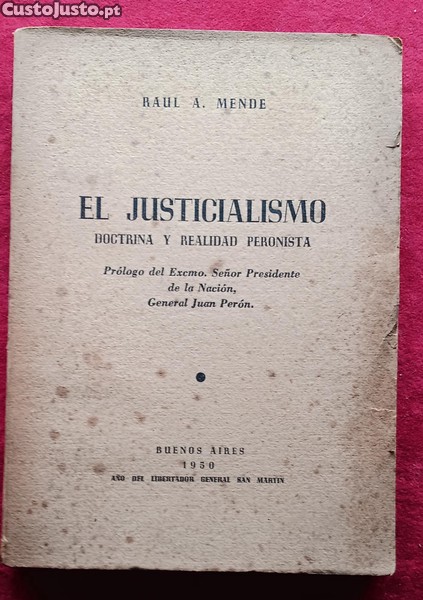 CustoJusto.pt
RAUL A. MENDE
EL JUSTICIALISMO
DOCTRINA Y REALIDAD PERONISTA
Prólogo del Excmo. Señor Presidente
de la Nación,
General Juan Perón.
BUENOS AIRES
1950
AÑO DEL LIBERTADOR GENERAL SAN MARTIN